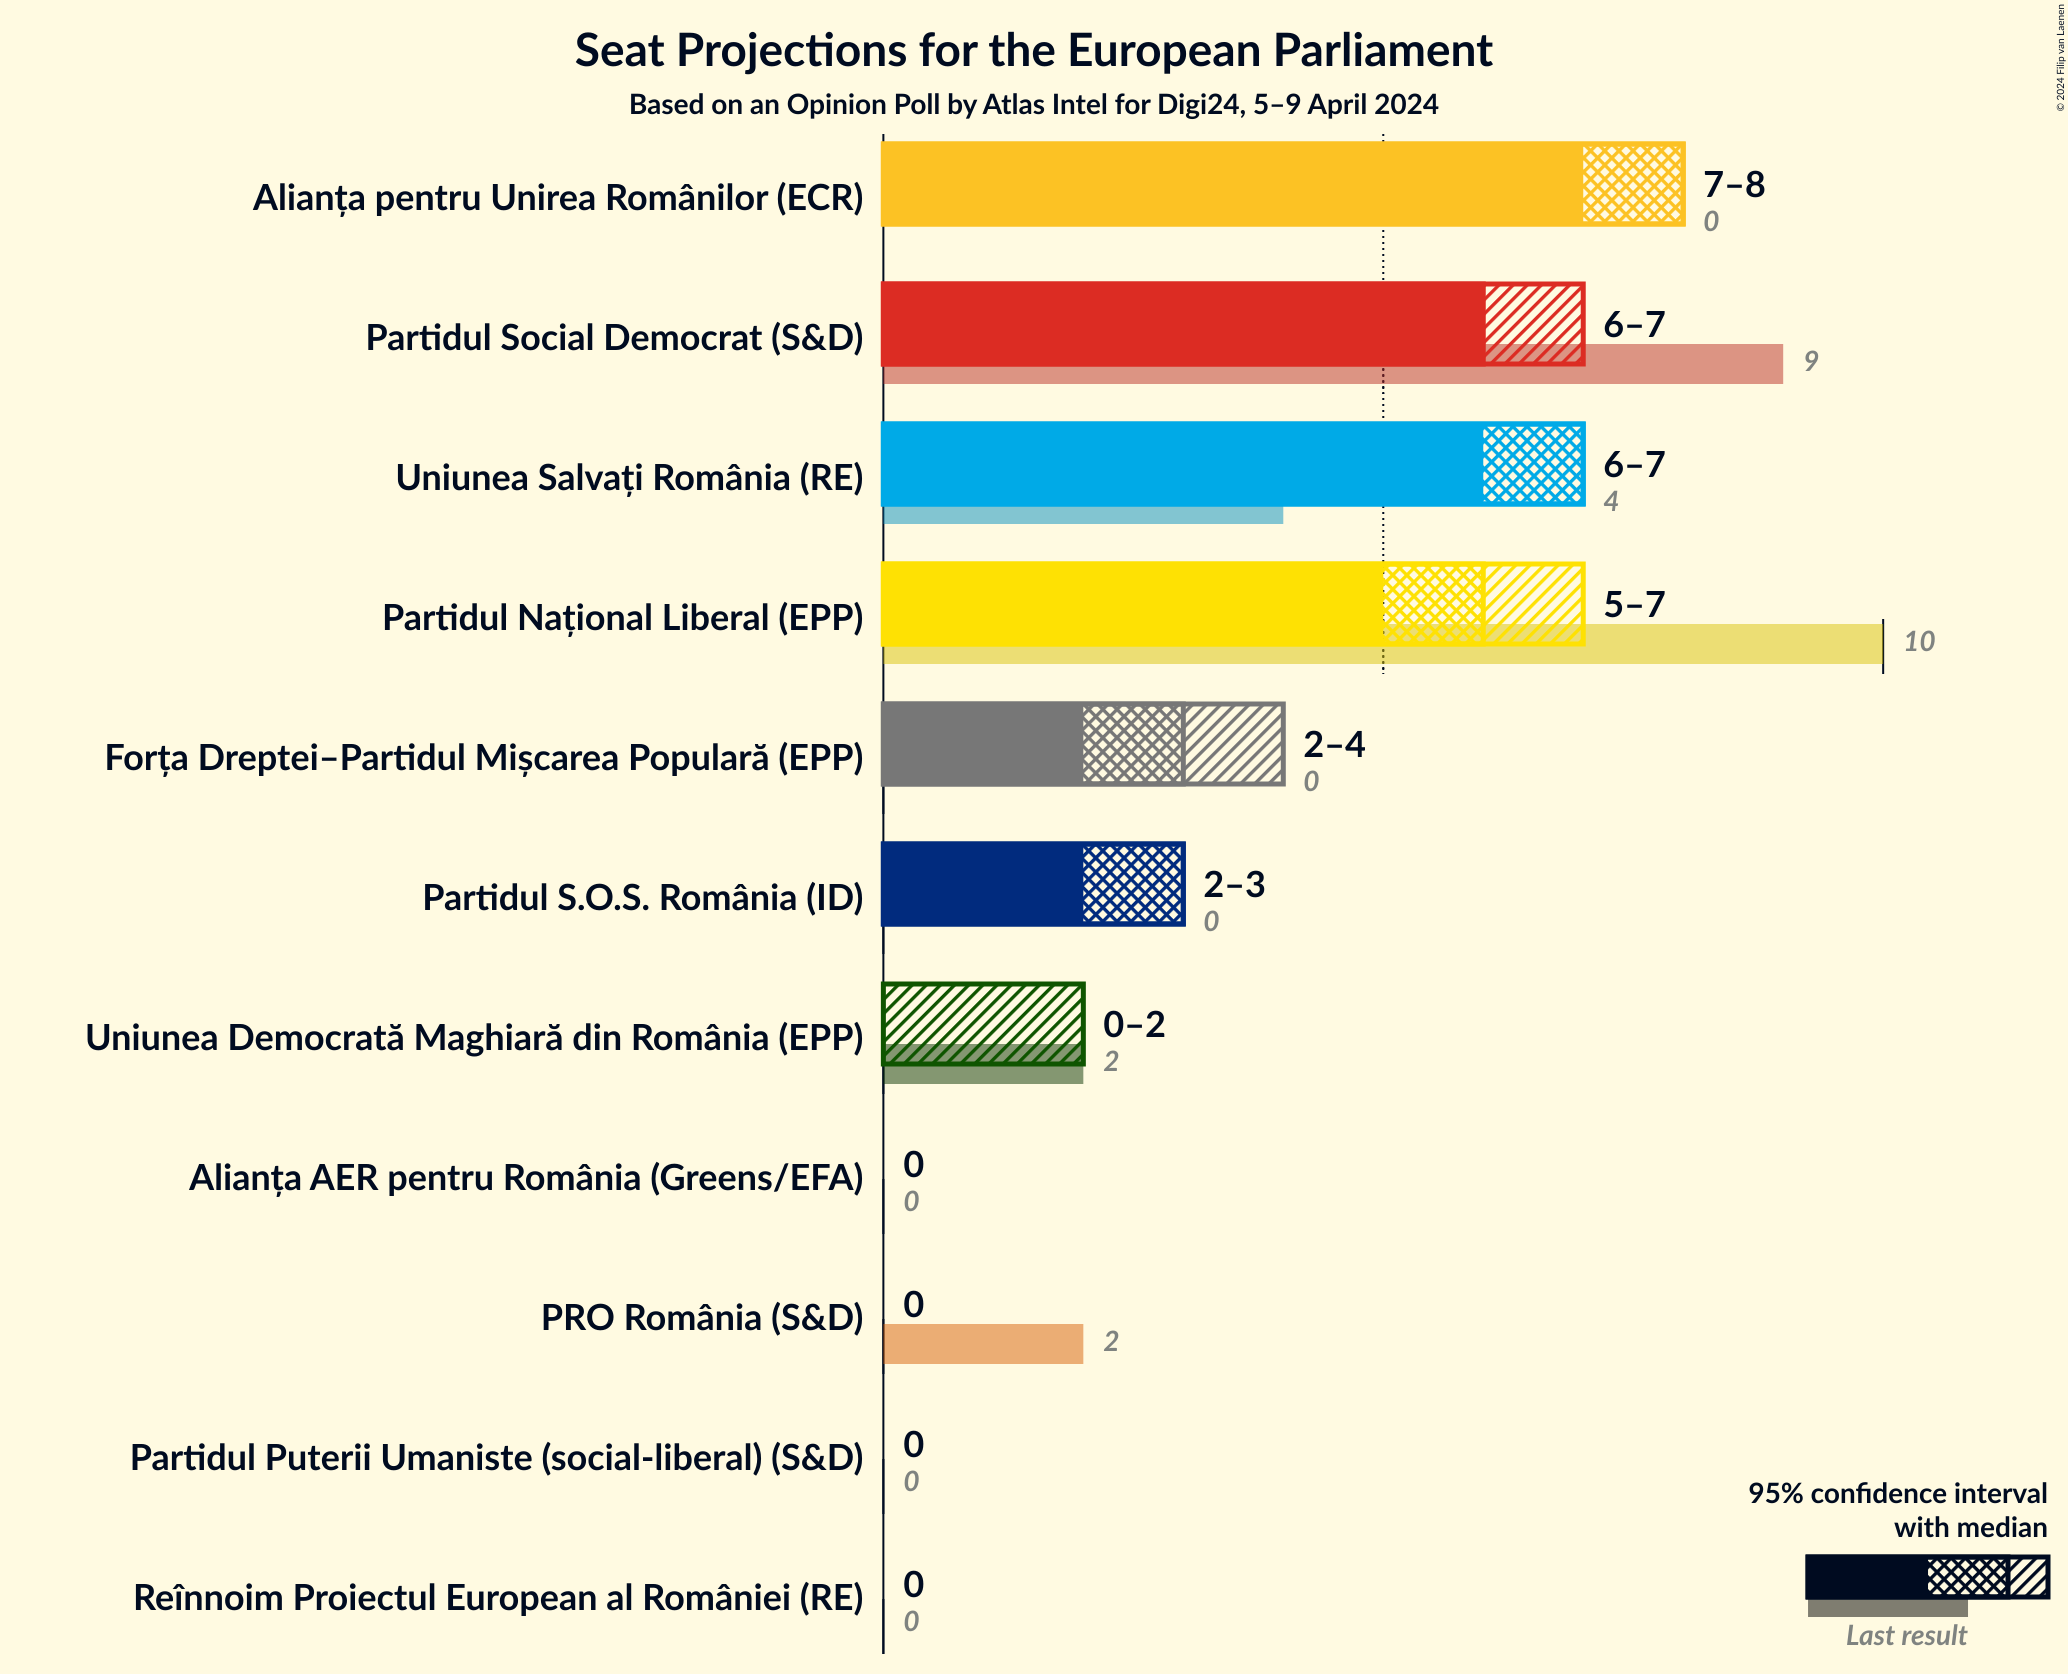 Seat Projections for the European Parliament
Based on an Opinion Poll by Atlas Intel for Digi24, 5–9 April 2024
© 2024 Filip van Laenen
Alianța pentru Unirea Românilor (ECR)
7–8
0
Partidul Social Democrat (S&D)
6–7
9
Uniunea Salvați România (RE)
6–7
4
Partidul Național Liberal (EPP)
5–7
10
Forța Dreptei–Partidul Mișcarea Populară (EPP)
2–4
0
Partidul S.O.S. România (ID)
2–3
0
Uniunea Democrată Maghiară din România (EPP)
0–2
2
Alianța AER pentru România (Greens/EFA)
0
0
PRO România (S&D)
0
2
Partidul Puterii Umaniste (social-liberal) (S&D)
0
0
Reînnoim Proiectul European al României (RE)
0
0
95% confidence interval
with median
Last result